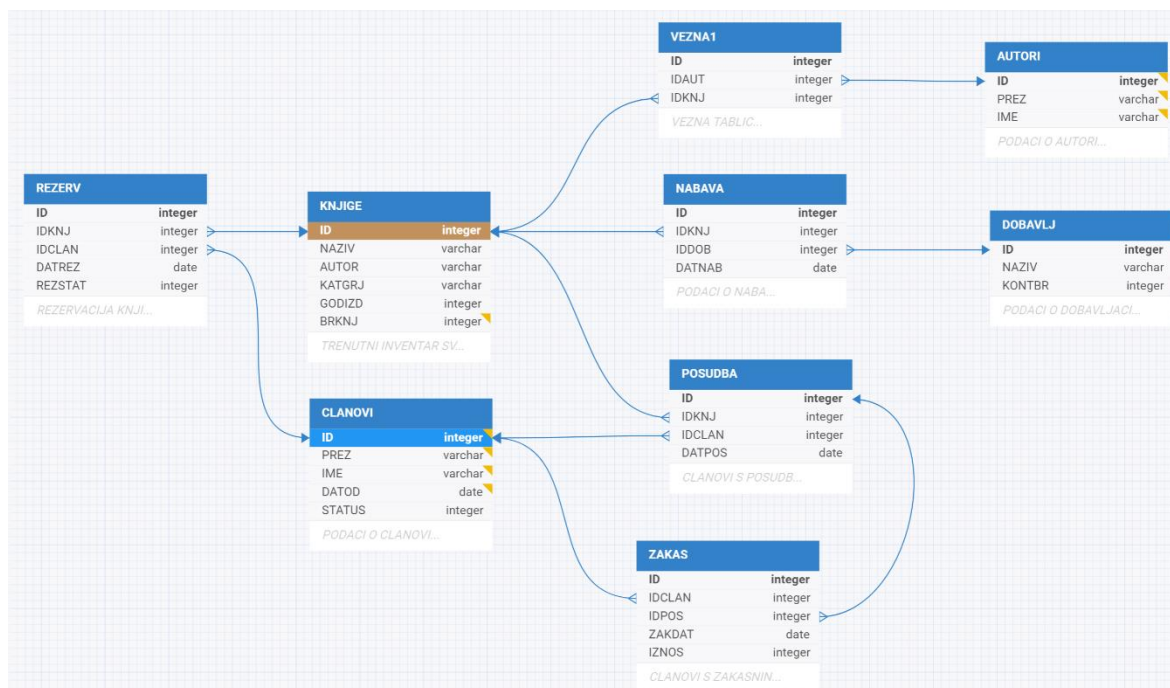 VEZNA1
ID integer
IDAUT integer
IDKNJ integer
VEZNA TABLIC...
AUTORI
ID integer
PREZ varchar
IME varchar
PODACI O AUTORI...
REZERV
ID integer
IDKNJ integer
IDCLAN integer
DATREZ date
REZSTAT integer
REZERVACIJA KNJI...
KNJIGE
ID integer
NAZIV varchar
AUTOR varchar
KATGRJ varchar
GODIZD integer
BRKNJ integer
TRENUTNI INVENTAR SV...
NABAVA
ID integer
IDKNJ integer
IDDOB integer
DATNAB date
PODACI O NABA...
DOBAVLJ
ID integer
NAZIV varchar
KONTBR integer
PODACI O DOBAVLJACI...
CLANOVI
ID integer
PREZ varchar
IME varchar
DATOD date
STATUS integer
PODACI O CLANOVI...
POSUDBA
ID integer
IDKNJ integer
IDCLAN integer
DATPOS date
CLANOVI S POSUDB...
ZAKAS
ID integer
IDCLAN integer
IDPOS integer
ZAKDAT date
IZNOS integer
CLANOVI S ZAKASNIN...